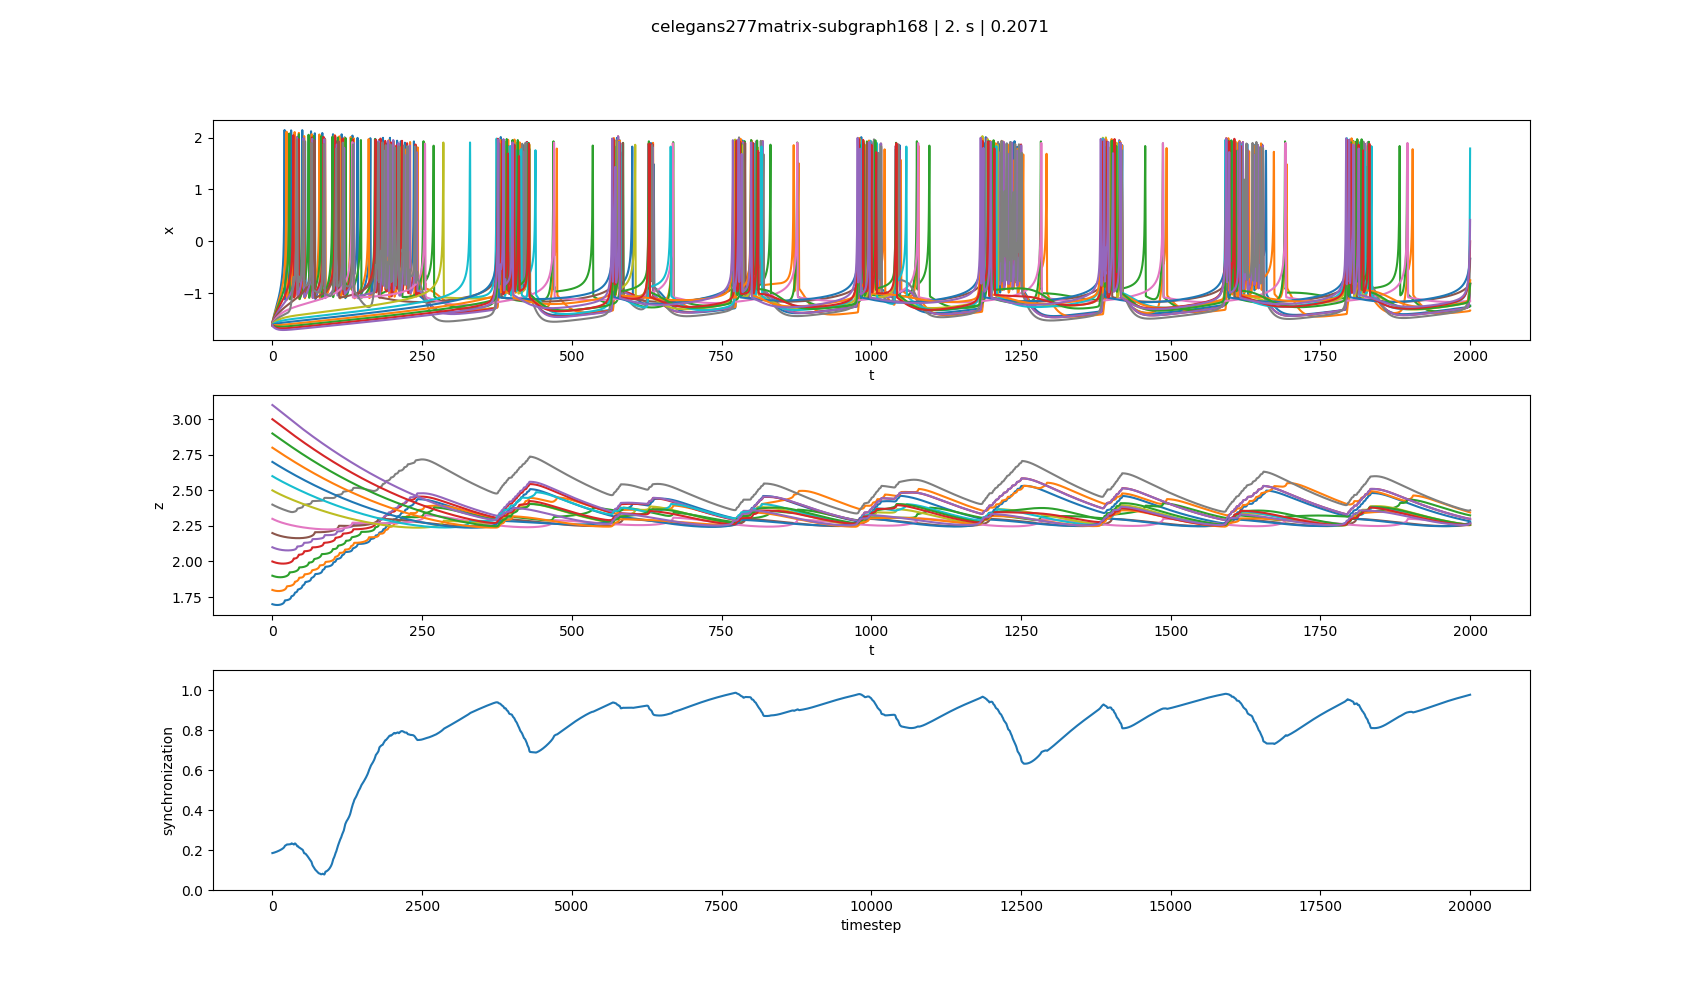 celegans277matrix-subgraph168 | 2. s | 0.2071
2
1
0
−1
x
0 250 500 750 1000 1250 1500 1750 2000
t
3.00
2.75
2.50
2.25
2.00
1.75
z
0 250 500 750 1000 1250 1500 1750 2000
t
1.0
0.8
0.6
0.4
0.2
0.0
synchronization
0 2500 5000 7500 10000 12500 15000 17500 20000
timestep